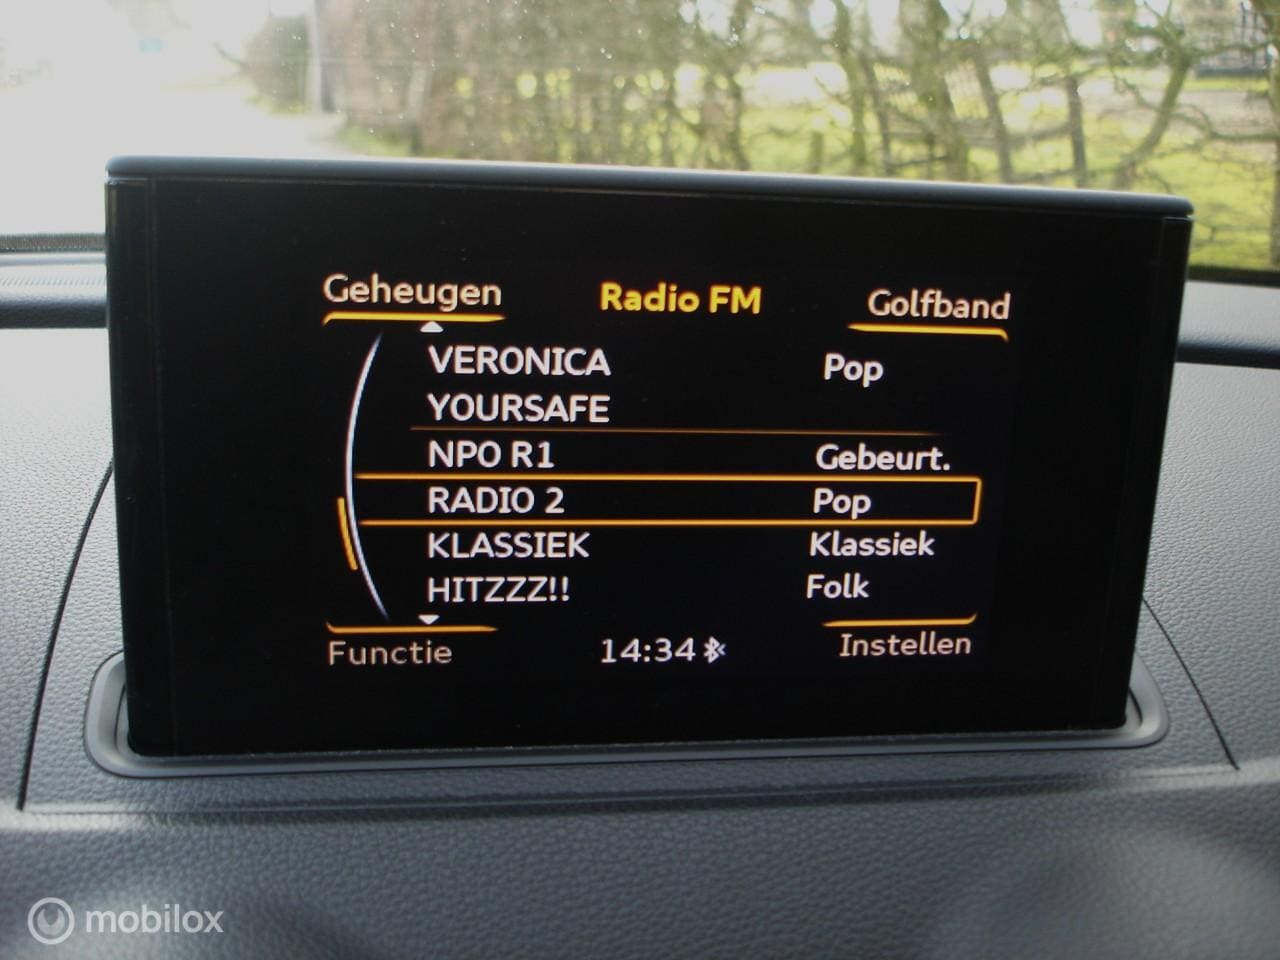 Geheugen Radio FM Golfband
VERONICA Pop
YOURSAFE
NPO R1 Gebeurt.
RADIO 2 Pop
KLASSIEK Klassiek
HITZZZ!! Folk
Functie 14:34 Instellen
mobilox